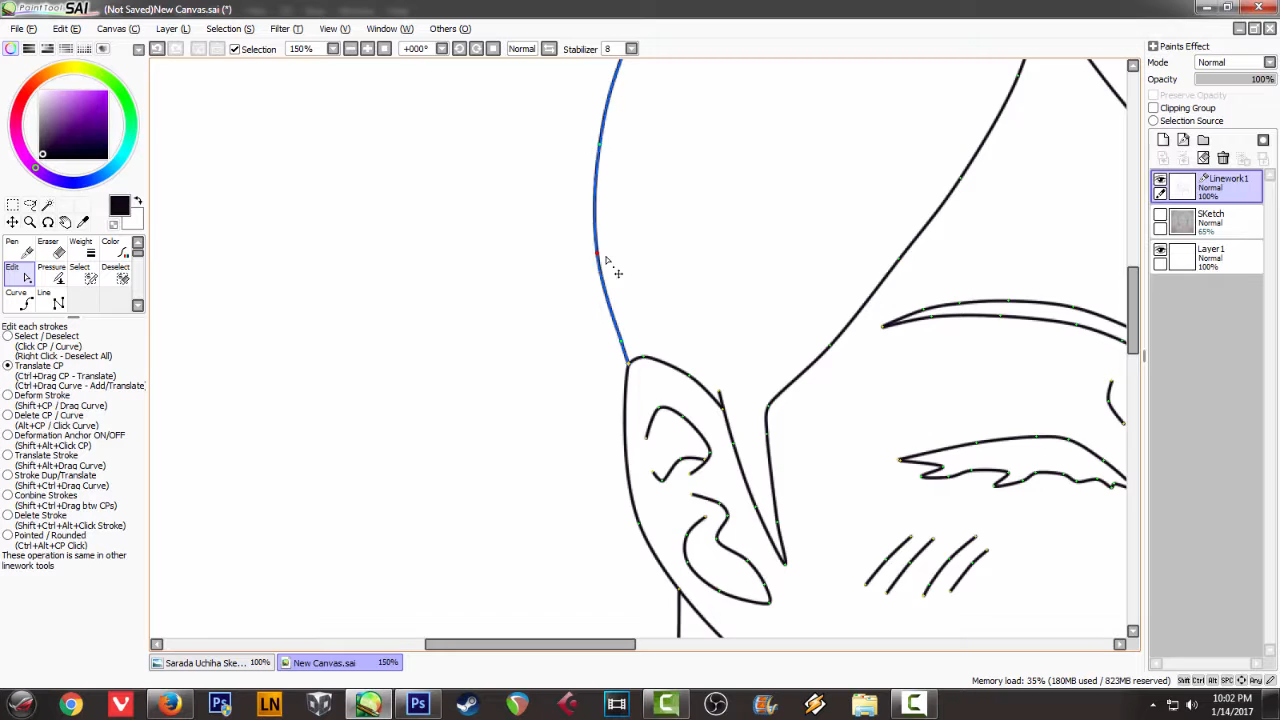 PaintTool SAI (Not Saved)New Canvas.sai (*)
File (F) Edit (E) Canvas (C) Layer (L) Selection (S) Filter (T) View (V) Window (W) Others (O)
Selection 150% +000° Normal Stabilizer 8
Paints Effect
Mode Normal
Opacity 100%
Preserve Opacity
Clipping Group
Selection Source
Linework1
Normal
100%
SKetch
Normal
65%
Layer1
Normal
100%
Pen Eraser Weight Color
Edit Pressure Select Deselect
Curve Line
Edit each strokes
Select / Deselect
(Click CP / Curve)
(Right Click - Deselect All)
Translate CP
(Ctrl+Drag CP - Translate)
(Ctrl+Drag Curve - Add/Translate)
Deform Stroke
(Shift+CP / Drag Curve)
Delete CP / Curve
(Alt+CP / Click Curve)
Deformation Anchor ON/OFF
(Shift+Alt+Click CP)
Translate Stroke
(Shift+Alt+Drag Curve)
Stroke Dup/Translate
(Shift+Ctrl+Drag Curve)
Combine Strokes
(Shift+Ctrl+Drag btw CPs)
Delete Stroke
(Shift+Ctrl+Alt+Click Stroke)
Pointed / Rounded
(Ctrl+Alt+CP Click)
These operation is same in other
linework tools
Sarada Uchiha Ske... 100% New Canvas.sai 150%
Memory load: 35% (180MB used / 823MB reserved) Shift Ctrl Alt SPC Any
Ps LN Ps
10:02 PM
1/14/2017